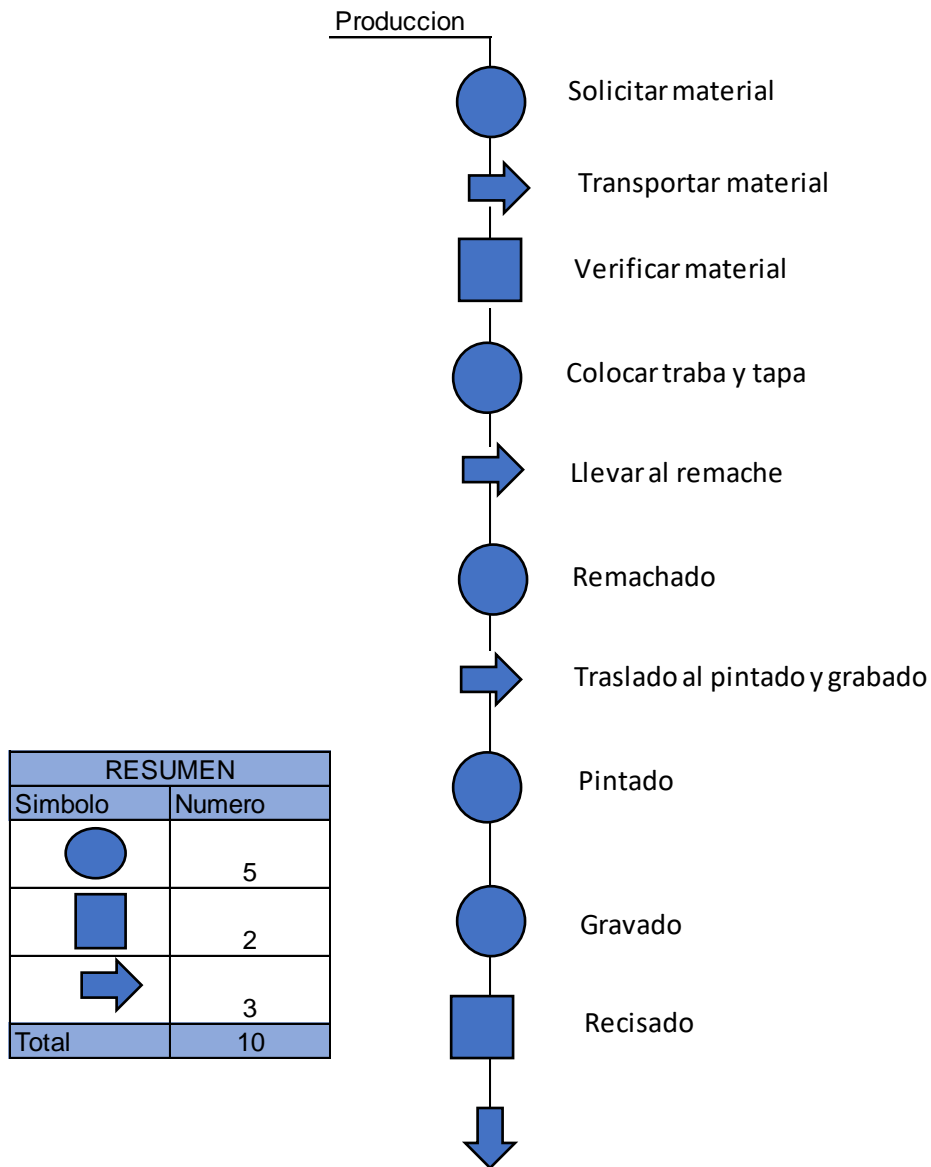 Produccion
Solicitar material
Transportar material
Verificar material
Colocar traba y tapa
Llevar al remache
Remachado
Traslado al pintado y grabado
Pintado
Gravado
Recisado
RESUMEN
Simbolo Numero
5
2
3
Total 10